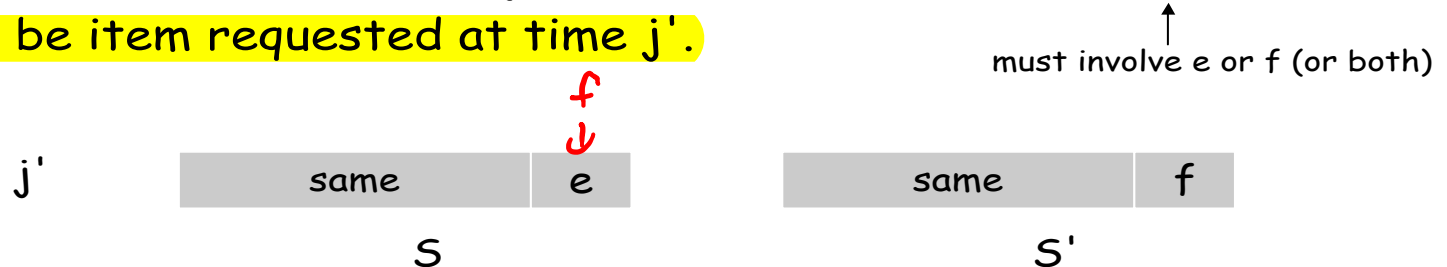 be item requested at time j'.
must involve e or f (or both)
f
j' same e same f
S S'